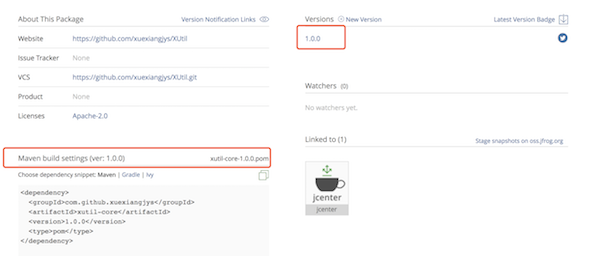 About This Package
Version Notification Links
Website
https://github.com/xuexiangjys/XUtil
Issue Tracker
None
VCS
https://github.com/xuexiangjys/XUtil.git
Product
None
Licenses
Apache-2.0
Maven build settings (ver: 1.0.0)
xutil-core-1.0.0.pom
Choose dependency snippet: Maven | Gradle | Ivy
<dependency>
<groupId>com.github.xuexiangjys</groupId>
<artifactId>xutil-core</artifactId>
<version>1.0.0</version>
<type>pom</type>
</dependency>
Versions
New Version
Latest Version Badge
1.0.0
Watchers (0)
No watchers yet.
Linked to (1)
Stage snapshots on oss.jfrog.org
jcenter
jcenter